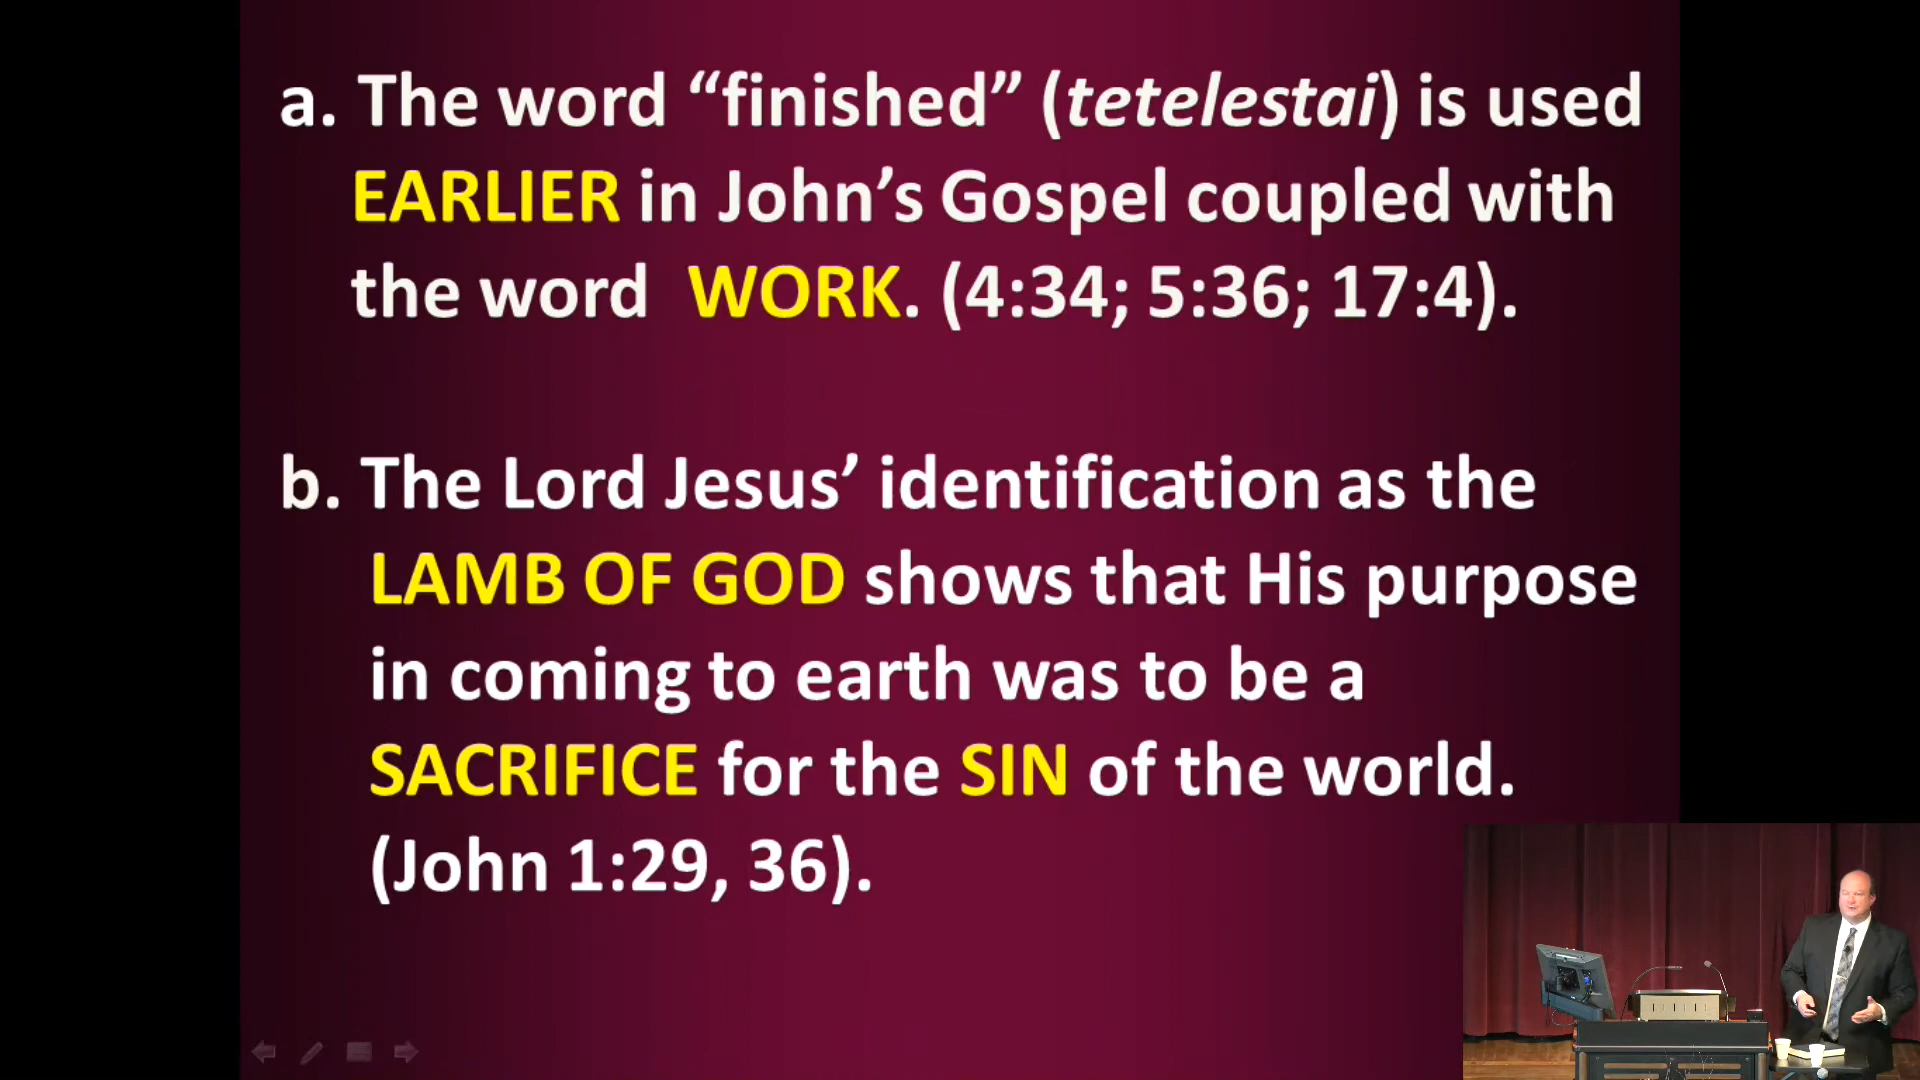 a. The word “finished” (tetelestai) is used
EARLIER in John’s Gospel coupled with
the word WORK. (4:34; 5:36; 17:4).
b. The Lord Jesus’ identification as the
LAMB OF GOD shows that His purpose
in coming to earth was to be a
SACRIFICE for the SIN of the world.
(John 1:29, 36).